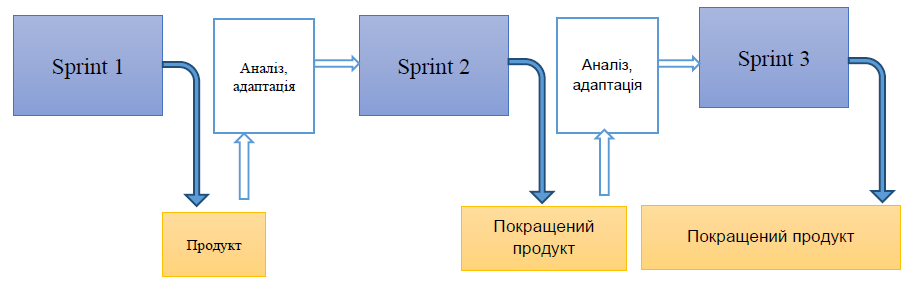 Sprint 1
Аналіз,
адаптація
Sprint 2
Аналіз,
адаптація
Sprint 3
Продукт
Покращений
продукт
Покращений продукт